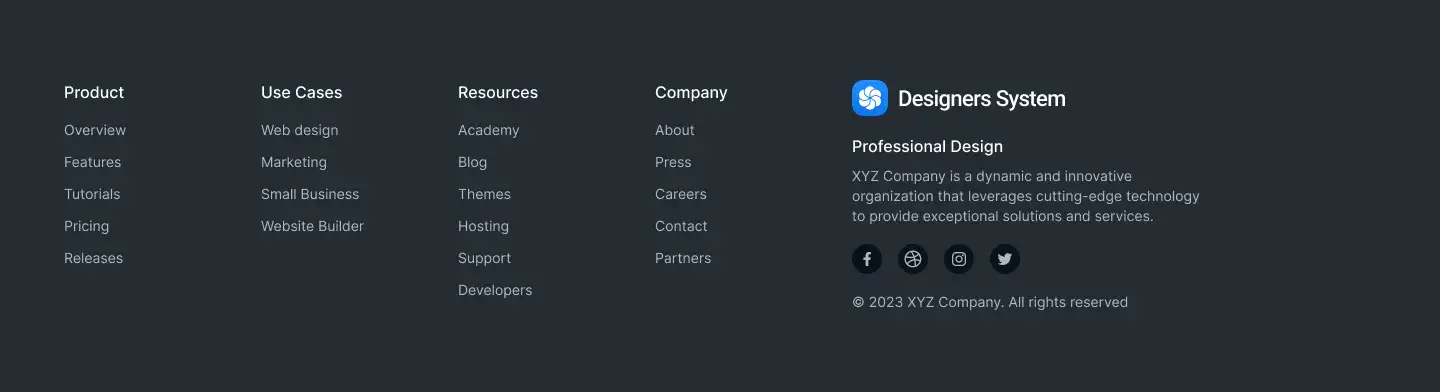 Product
Overview
Features
Tutorials
Pricing
Releases
Use Cases
Web design
Marketing
Small Business
Website Builder
Resources
Academy
Blog
Themes
Hosting
Support
Developers
Company
About
Press
Careers
Contact
Partners
Designers System
Professional Design
XYZ Company is a dynamic and innovative
organization that leverages cutting-edge technology
to provide exceptional solutions and services.
© 2023 XYZ Company. All rights reserved